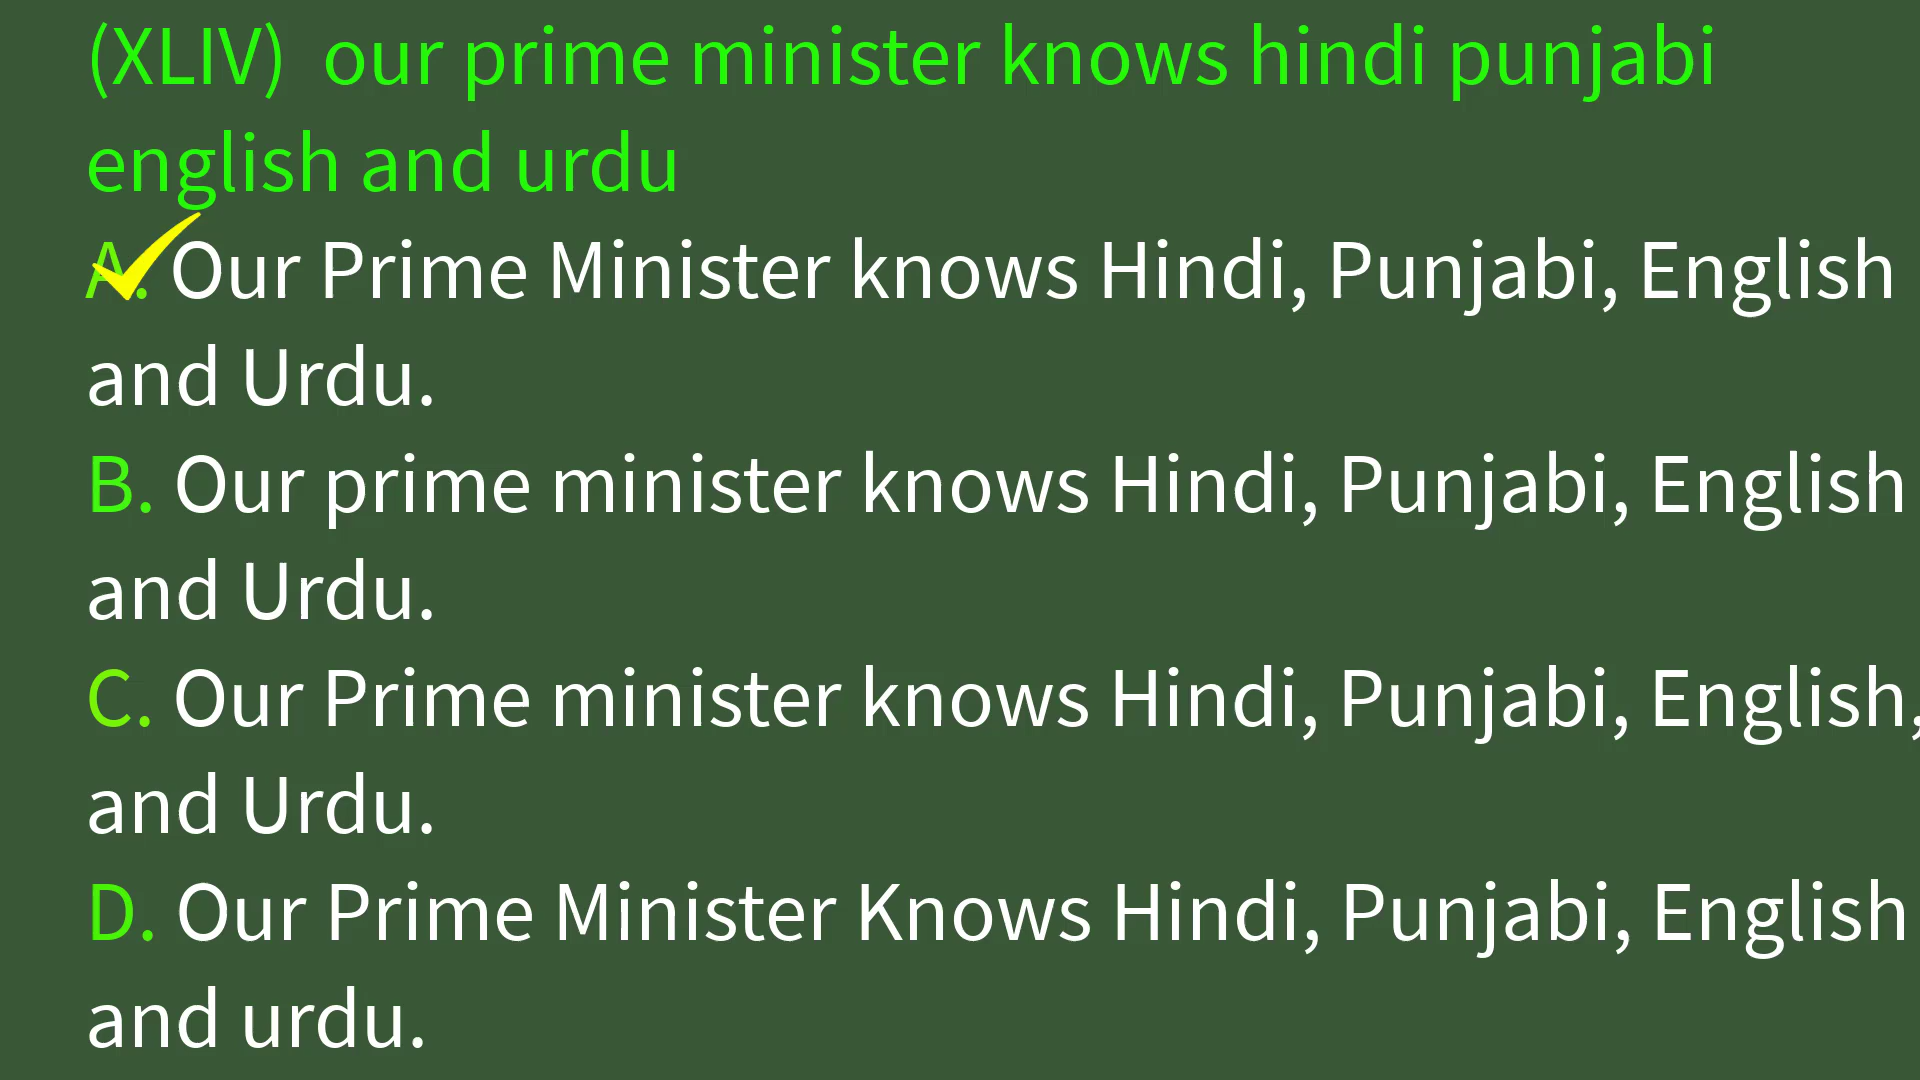 (XLIV) our prime minister knows hindi punjabi
english and urdu
A. Our Prime Minister knows Hindi, Punjabi, English
and Urdu.
B. Our prime minister knows Hindi, Punjabi, English
and Urdu.
C. Our Prime minister knows Hindi, Punjabi, English,
and Urdu.
D. Our Prime Minister Knows Hindi, Punjabi, English
and urdu.